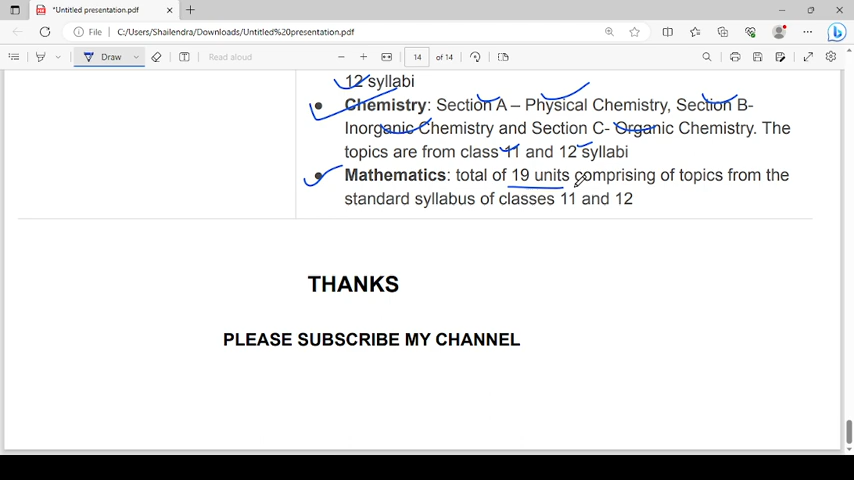 *Untitled presentation.pdf
File
C:/Users/Shailendra/Downloads/Untitled%20presentation.pdf
Draw
Read aloud
14 of 14
12 syllabi
Chemistry: Section A – Physical Chemistry, Section B-
Inorganic Chemistry and Section C- Organic Chemistry. The
topics are from class 11 and 12 syllabi
Mathematics: total of 19 units comprising of topics from the
standard syllabus of classes 11 and 12
THANKS
PLEASE SUBSCRIBE MY CHANNEL